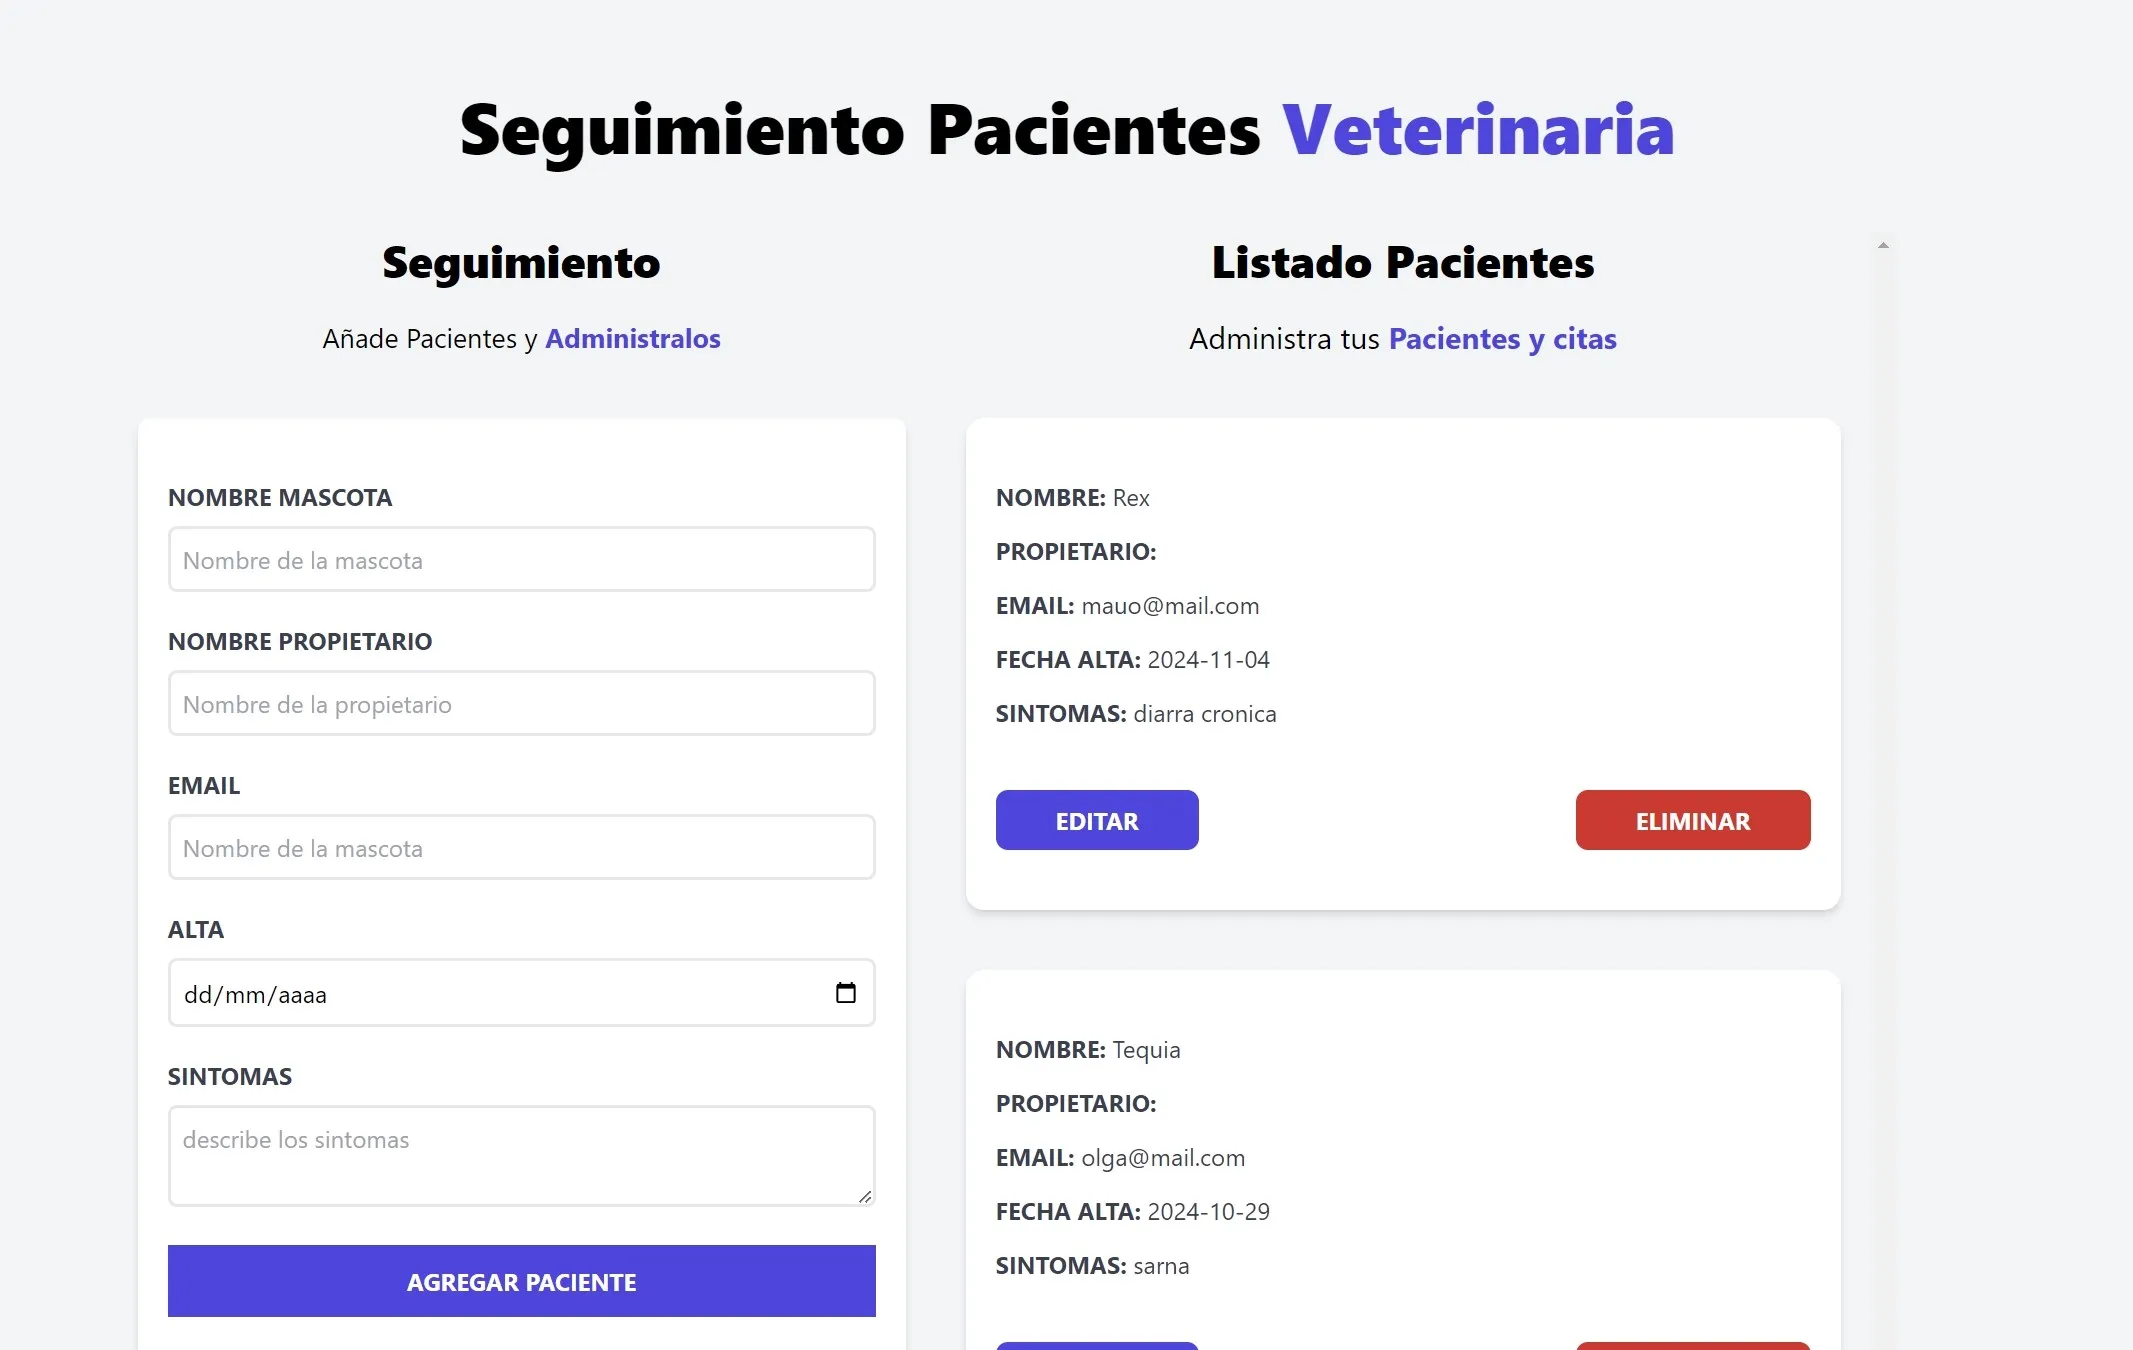 Seguimiento Pacientes Veterinaria
Seguimiento
Añade Pacientes y Administralos
NOMBRE MASCOTA
Nombre de la mascota
NOMBRE PROPIETARIO
Nombre de la propietario
EMAIL
Nombre de la mascota
ALTA
dd/mm/aaaa
SINTOMAS
describe los sintomas
AGREGAR PACIENTE
Listado Pacientes
Administra tus Pacientes y citas
NOMBRE: Rex
PROPIETARIO:
EMAIL: mauo@mail.com
FECHA ALTA: 2024-11-04
SINTOMAS: diarra cronica
EDITAR
ELIMINAR
NOMBRE: Tequia
PROPIETARIO:
EMAIL: olga@mail.com
FECHA ALTA: 2024-10-29
SINTOMAS: sarna